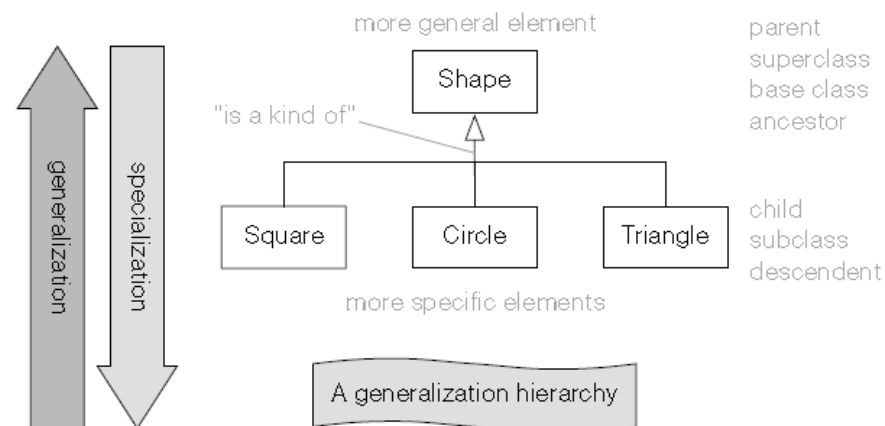 more general element
parent
superclass
base class
ancestor
Shape
"is a kind of"
generalization
specialization
Square
Circle
Triangle
child
subclass
descendent
more specific elements
A generalization hierarchy